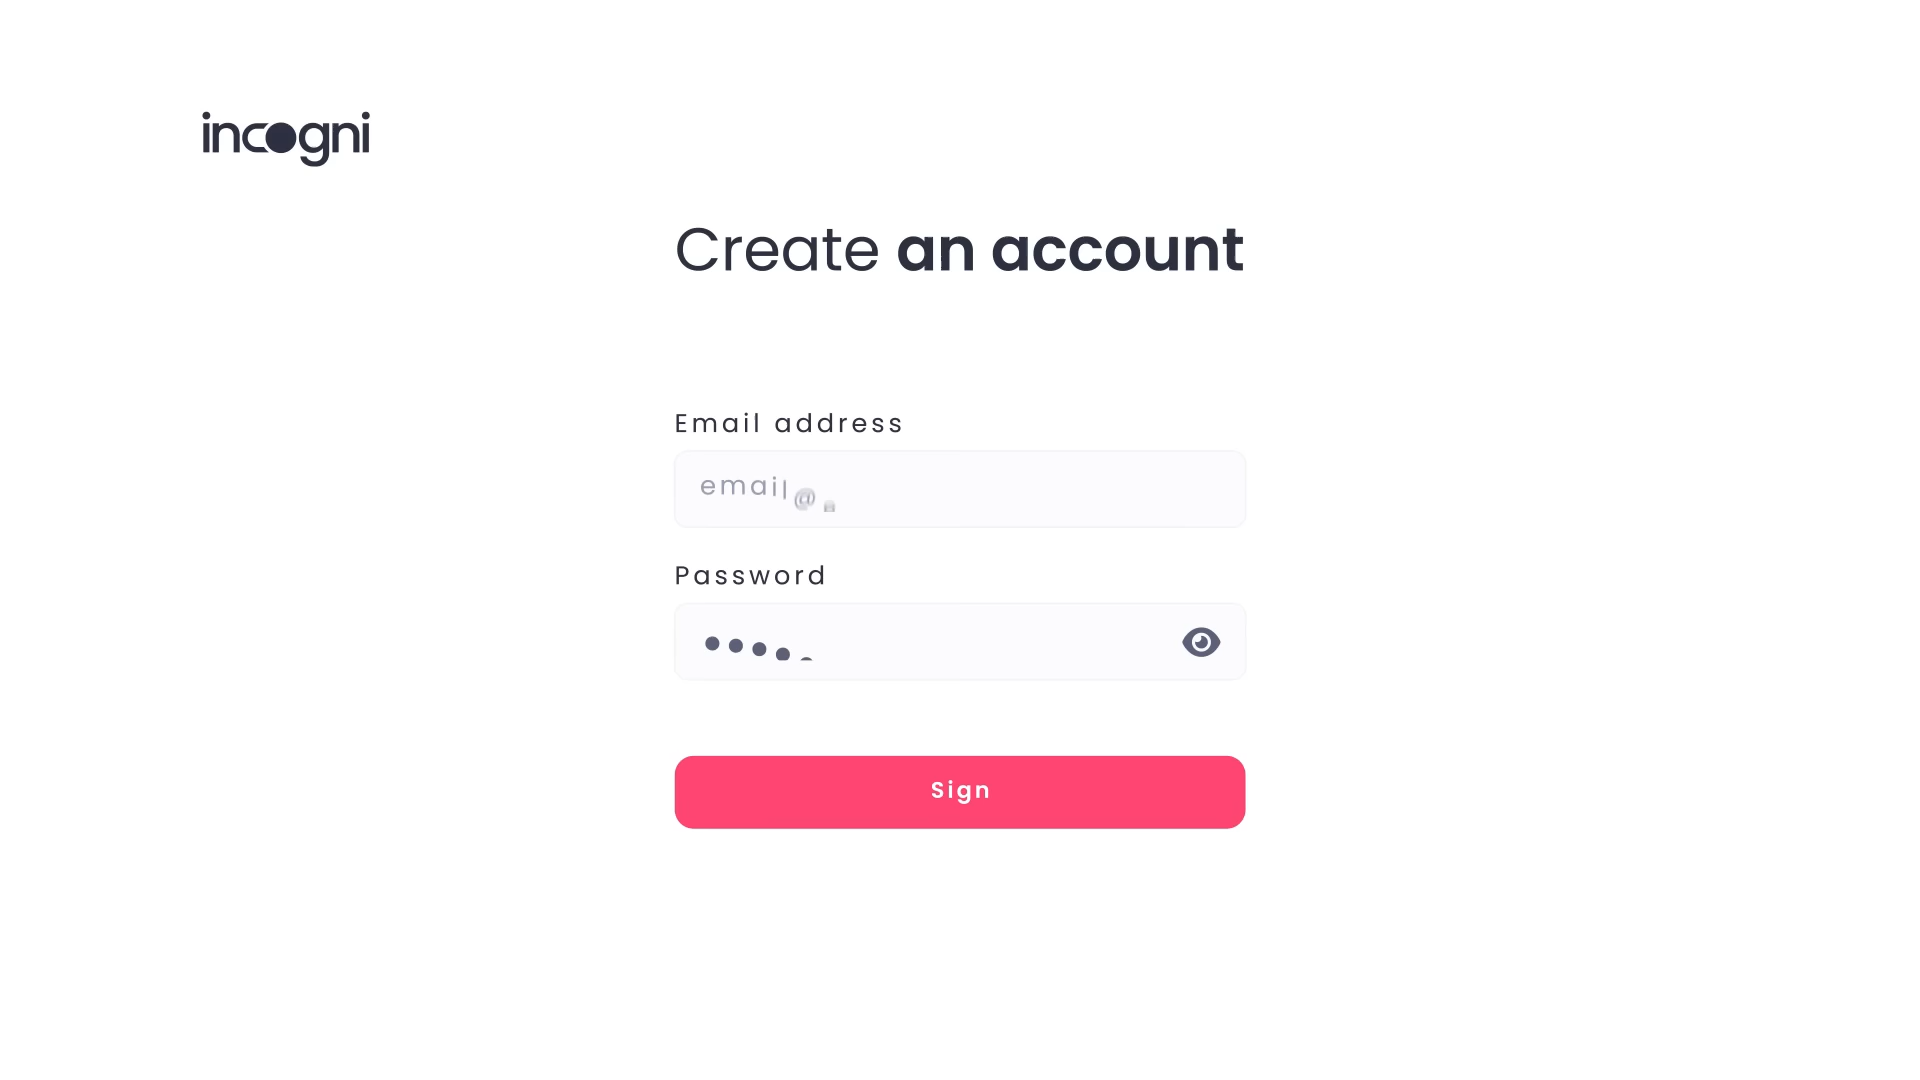 incogni
Create an account
Email address
email@
Password
Sign